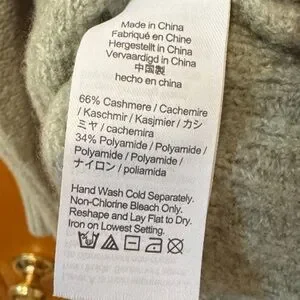 Made in China
Fabriqué en Chine
Hergestellt in China
Vervaardigd in China
中国製
hecho en china
66% Cashmere / Cachemire
/ Kaschmir / Kasjmier / カシ
ミヤ / cachemira
34% Polyamide / Polyamide /
Polyamide / Polyamide /
ナイロン / poliamida
Hand Wash Cold Separately.
Non-Chlorine Bleach Only.
Reshape and Lay Flat to Dry.
Iron on Lowest Setting.